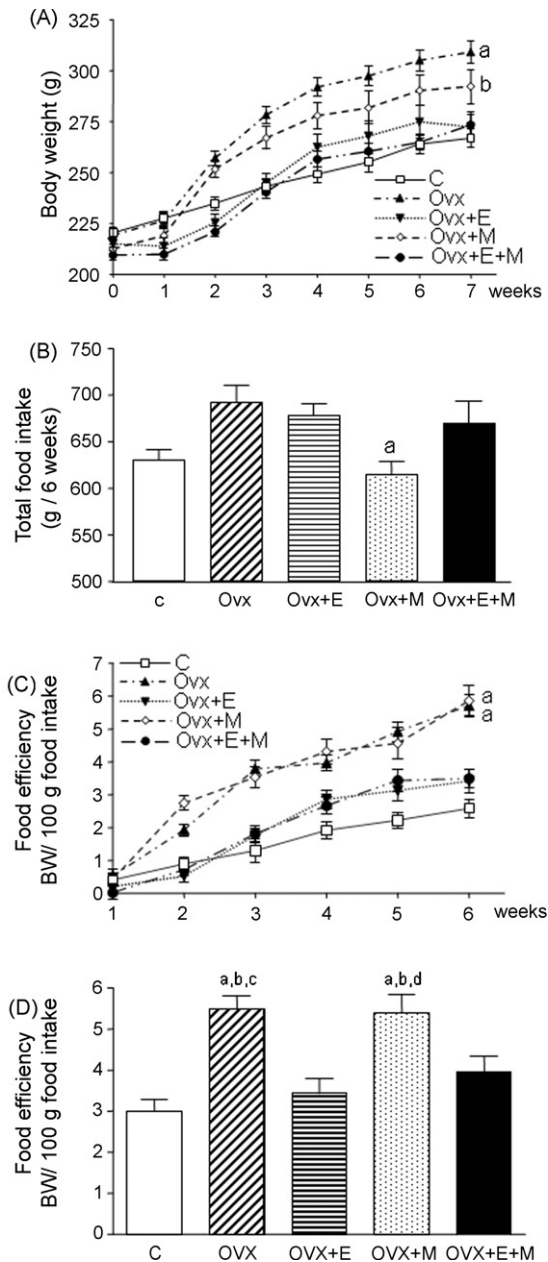 (A)
Body weight (g)
325
300
275
250
225
200
a
b
C
Ovx
Ovx+E
Ovx+M
Ovx+E+M
0 1 2 3 4 5 6 7 weeks
(B)
Total food intake
(g / 6 weeks)
750
700
650
600
550
500
a
c Ovx Ovx+E Ovx+M Ovx+E+M
(C)
Food efficiency
BW/ 100 g food intake
7
6
5
4
3
2
1
0
C
Ovx
Ovx+E
Ovx+M
Ovx+E+M
a
a
1 2 3 4 5 6 weeks
(D)
Food efficiency
BW/ 100 g food intake
6
5
4
3
2
1
0
a,b,c a,b,d
C OVX OVX+E OVX+M OVX+E+M